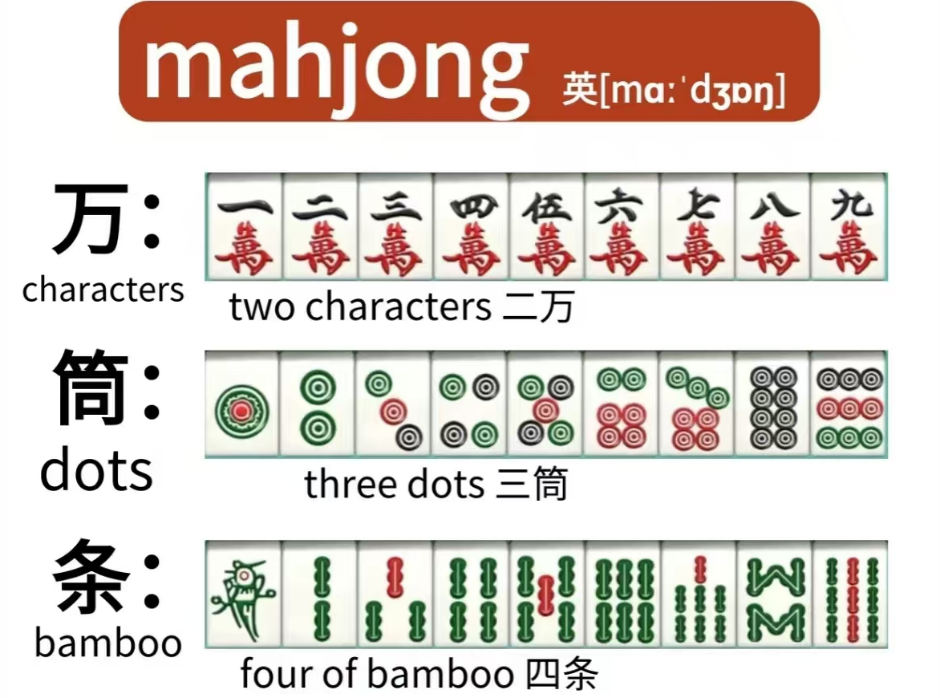 mahjong 英[mɑːˈdʒɒŋ]
万：
characters
一萬 二萬 三萬 四萬 伍萬 六萬 七萬 八萬 九萬
two characters 二万
筒：
dots
three dots 三筒
条：
bamboo
four of bamboo 四条